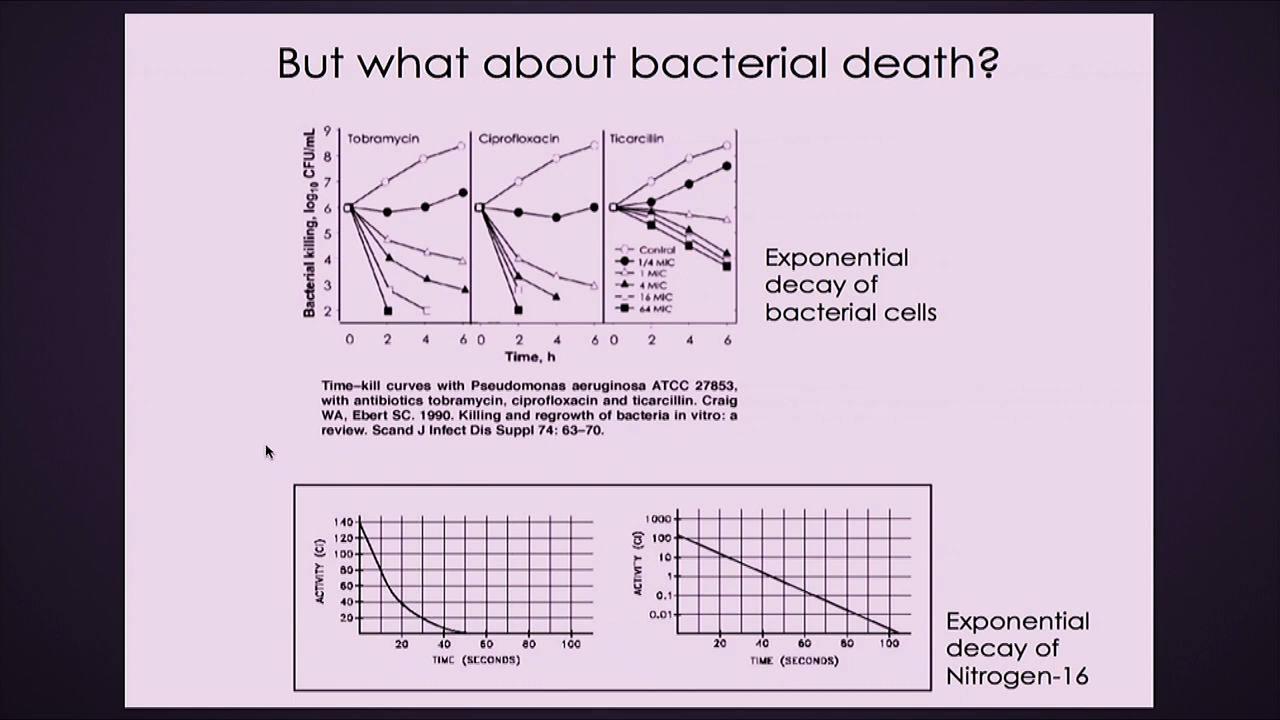 But what about bacterial death?
Tobramycin
Ciprofloxacin
Ticarcillin
Bacterial killing, log10 CFU/mL
9
8
7
6
5
4
3
2
Control
1/4 MIC
1 MIC
4 MIC
16 MIC
64 MIC
0 2 4 6 0 2 4 6 0 2 4 6
Time, h
Exponential
decay of
bacterial cells
Time–kill curves with Pseudomonas aeruginosa ATCC 27853,
with antibiotics tobramycin, ciprofloxacin and ticarcillin. Craig
WA, Ebert SC. 1990. Killing and regrowth of bacteria in vitro: a
review. Scand J Infect Dis Suppl 74: 63–70.
ACTIVITY (CI)
140
120
100
80
60
40
20
20 40 60 80 100
TIME (SECONDS)
ACTIVITY (CI)
1000
100
10
1
0.1
0.01
20 40 60 80 100
TIME (SECONDS)
Exponential
decay of
Nitrogen-16